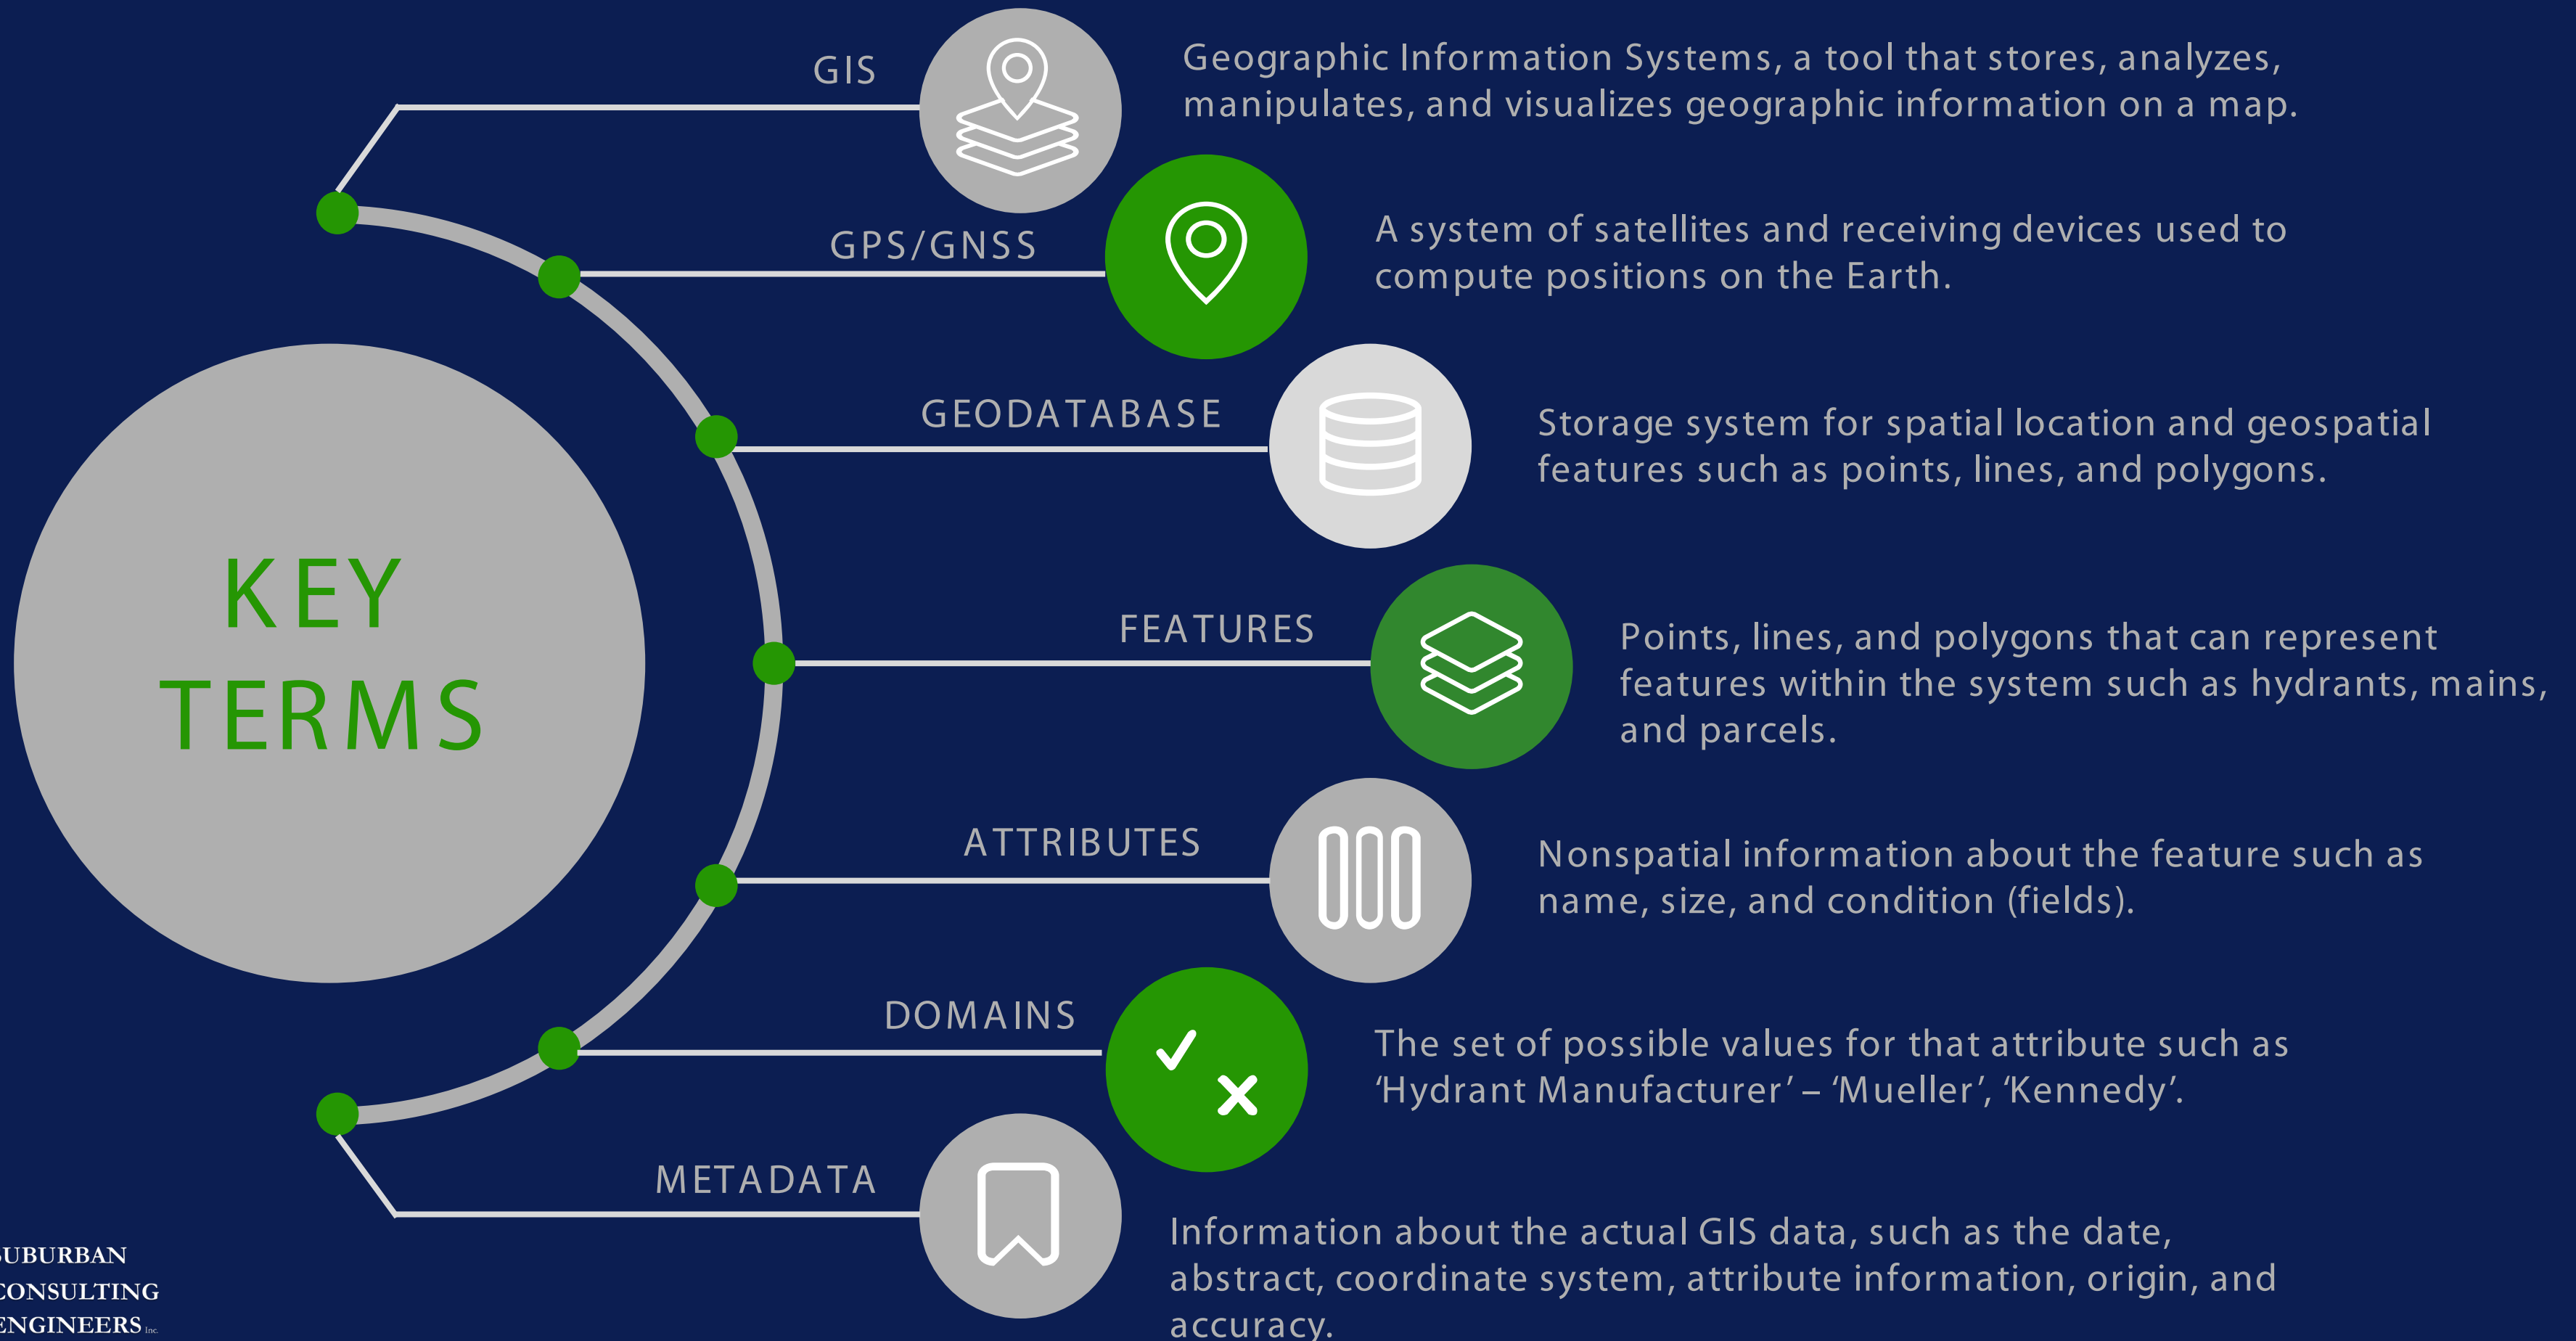 GIS
Geographic Information Systems, a tool that stores, analyzes,
manipulates, and visualizes geographic information on a map.
GPS/GNSS
A system of satellites and receiving devices used to
compute positions on the Earth.
GEODATABASE
Storage system for spatial location and geospatial
features such as points, lines, and polygons.
KEY
TERMS
FEATURES
Points, lines, and polygons that can represent
features within the system such as hydrants, mains,
and parcels.
ATTRIBUTES
Nonspatial information about the feature such as
name, size, and condition (fields).
DOMAINS
The set of possible values for that attribute such as
‘Hydrant Manufacturer’ – ‘Mueller’, ‘Kennedy’.
METADATA
Information about the actual GIS data, such as the date,
abstract, coordinate system, attribute information, origin, and
accuracy.
SUBURBAN
CONSULTING
ENGINEERS Inc.